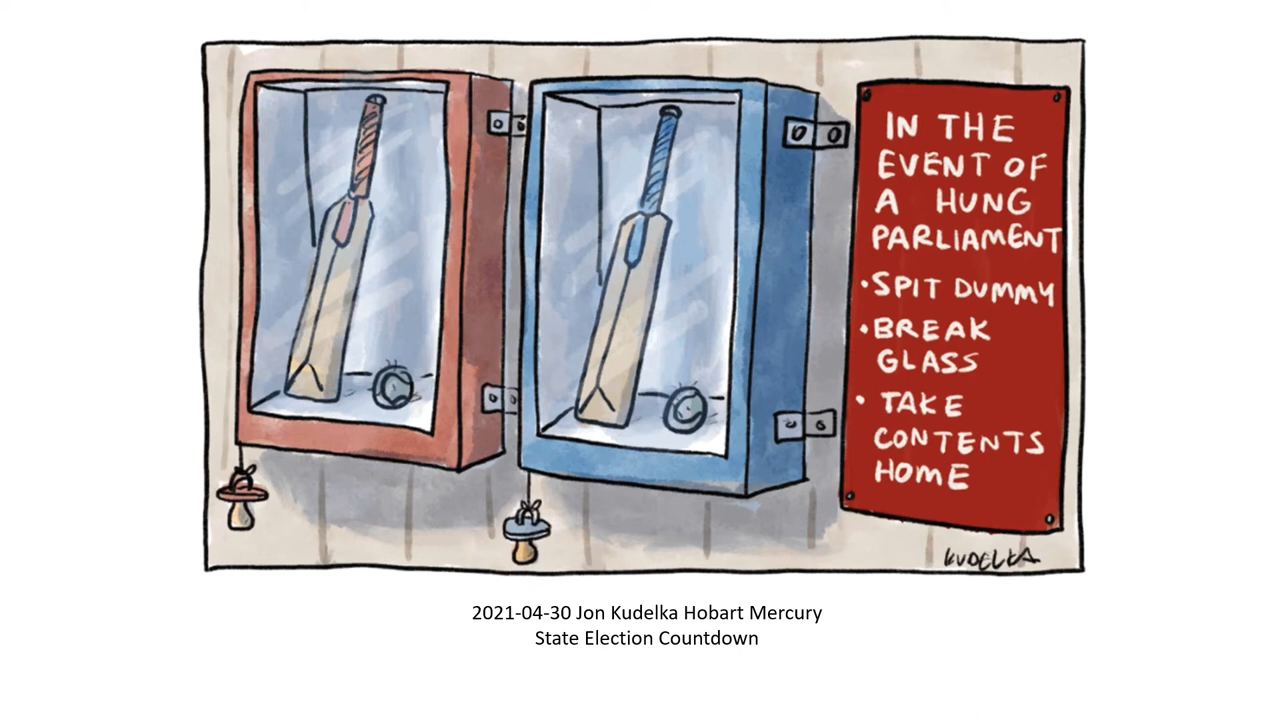 IN THE
EVENT OF
A HUNG
PARLIAMENT
• SPIT DUMMY
• BREAK
GLASS
• TAKE
CONTENTS
HOME
KUDELKA
2021-04-30 Jon Kudelka Hobart Mercury
State Election Countdown